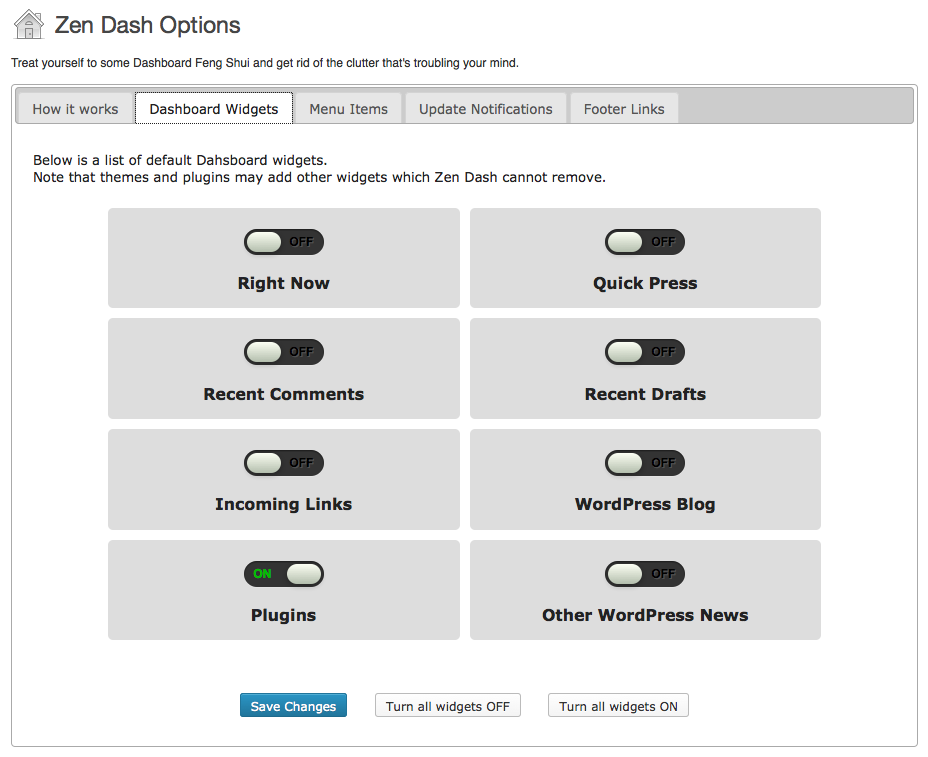 Zen Dash Options
Treat yourself to some Dashboard Feng Shui and get rid of the clutter that's troubling your mind.
How it works Dashboard Widgets Menu Items Update Notifications Footer Links
Below is a list of default Dahsboard widgets.
Note that themes and plugins may add other widgets which Zen Dash cannot remove.
OFF OFF
Right Now Quick Press
OFF OFF
Recent Comments Recent Drafts
OFF OFF
Incoming Links WordPress Blog
ON OFF
Plugins Other WordPress News
Save Changes Turn all widgets OFF Turn all widgets ON